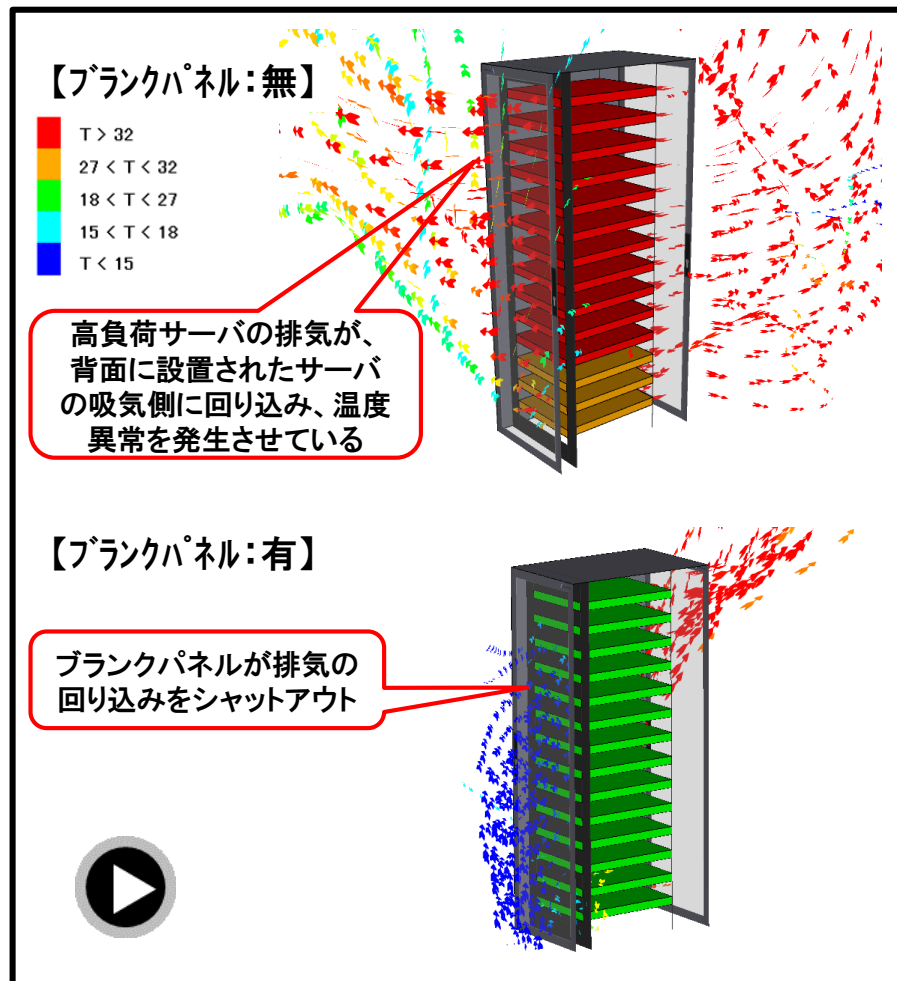 【ブランクパネル：無】
T > 32
27 < T < 32
18 < T < 27
15 < T < 18
T < 15
高負荷サーバの排気が、
背面に設置されたサーバ
の吸気側に回り込み、温度
異常を発生させている
【ブランクパネル：有】
ブランクパネルが排気の
回り込みをシャットアウト